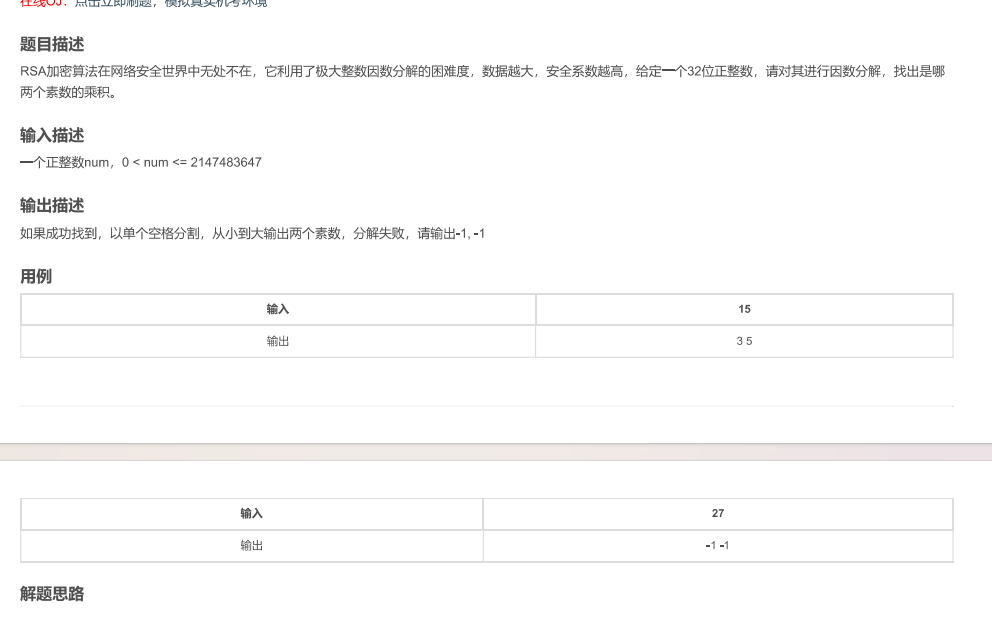 在线OJ：点击立即刷题，模拟真实机考环境
题目描述
RSA加密算法在网络安全世界中无处不在，它利用了极大整数因数分解的困难度，数据越大，安全系数越高，给定一个32位正整数，请对其进行因数分解，找出是哪
两个素数的乘积。
输入描述
一个正整数num，0 < num <= 2147483647
输出描述
如果成功找到，以单个空格分割，从小到大输出两个素数，分解失败，请输出-1, -1
用例
输入 15
输出 3 5
输入 27
输出 -1 -1
解题思路